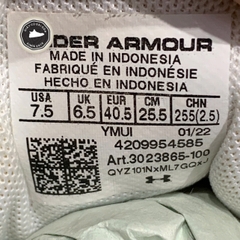 DER ARMOUR
MADE IN INDONESIA
FABRIQUÉ EN INDONÉSIE
HECHO EN INDONESIA
USA UK EUR CM CHN
7.5 6.5 40.5 25.5 255(2.5)
YMUI 01/22
4209954585
Art.3023865-100
QYZ101NxML7GQXJ